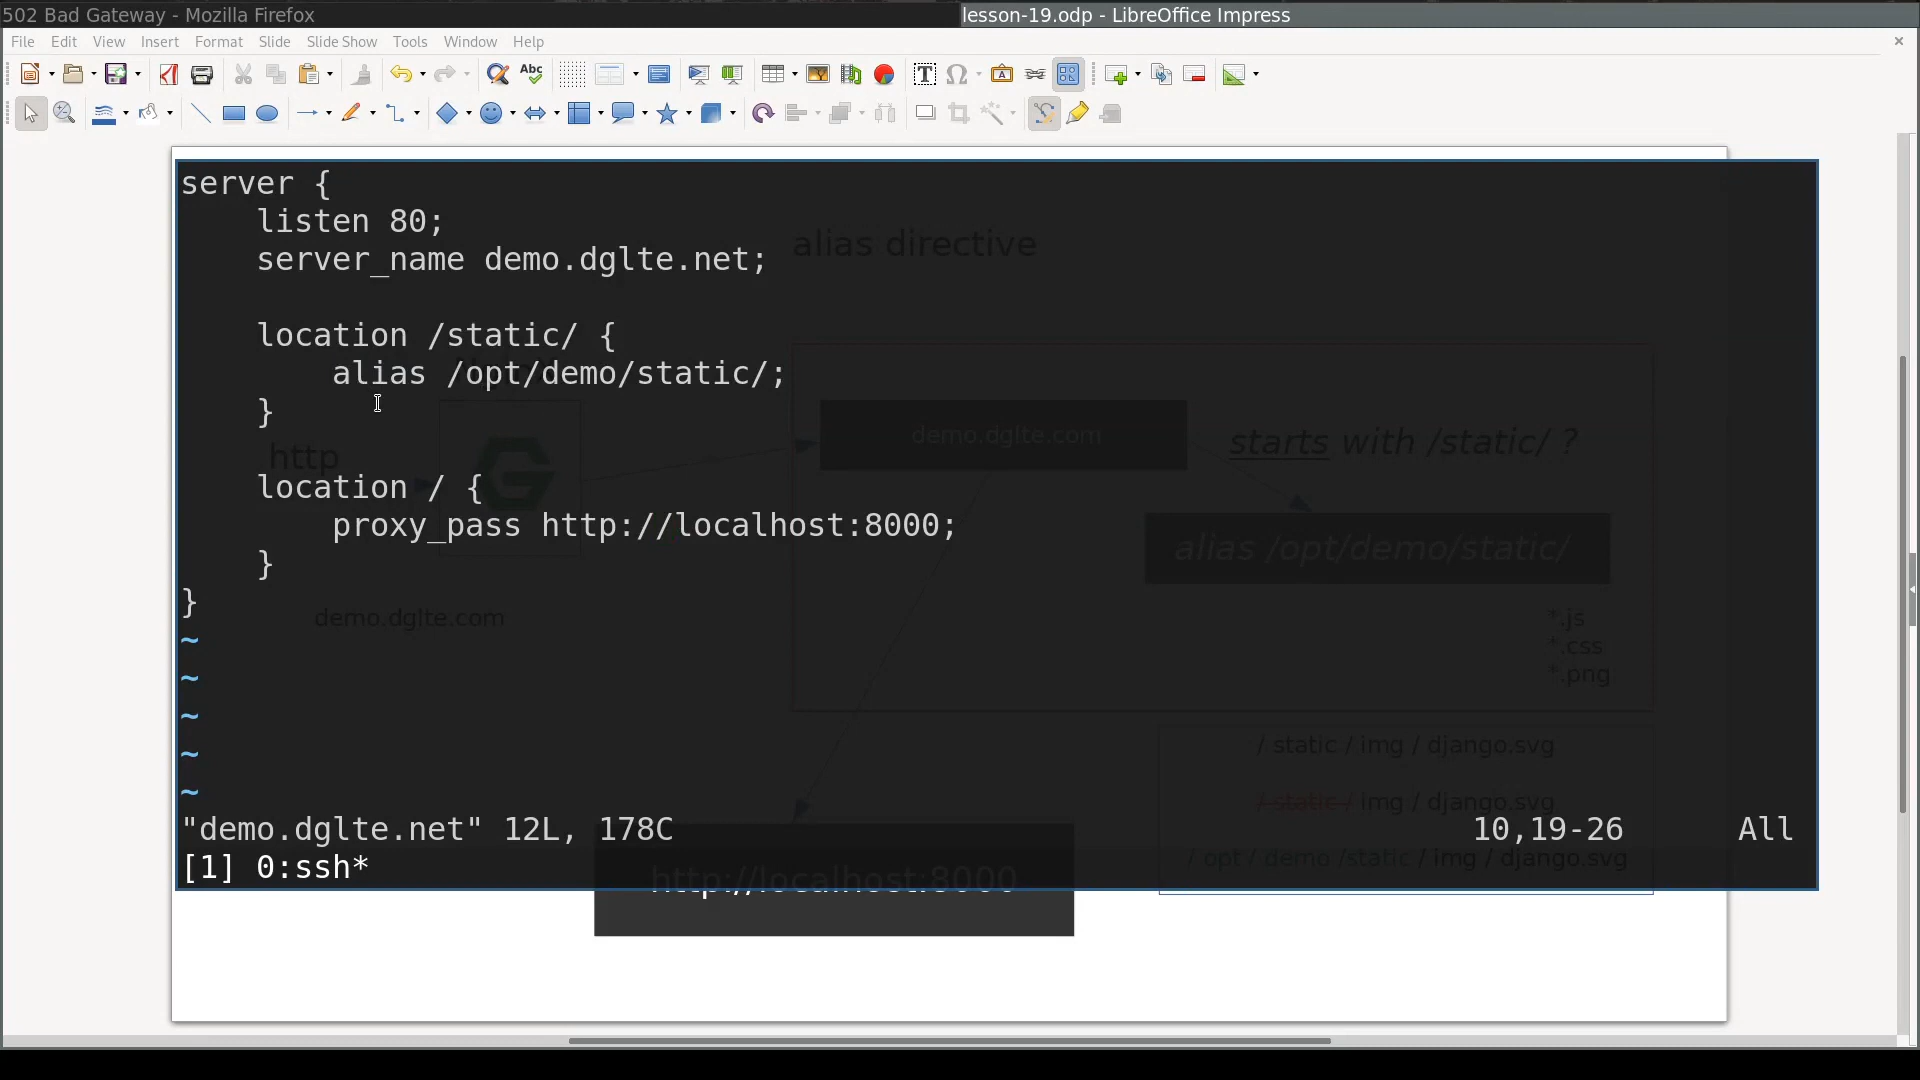 502 Bad Gateway - Mozilla Firefox
lesson-19.odp - LibreOffice Impress
File Edit View Insert Format Slide Slide Show Tools Window Help
Abc
server {
listen 80;
alias directive
server_name demo.dglte.net;
location /static/ {
alias /opt/demo/static/;
}
demo.dglte.com
starts with /static/ ?
http
location / {
proxy_pass http://localhost:8000;
alias /opt/demo/static/
}
}
demo.dglte.com
*.js
*.css
*.png
~
~
~
~
~
/ static / img / django.svg
/ static / img / django.svg
"demo.dglte.net" 12L, 178C 10,19-26 All
/ opt / demo /static / img / django.svg
[1] 0:ssh*
http://localhost:8000